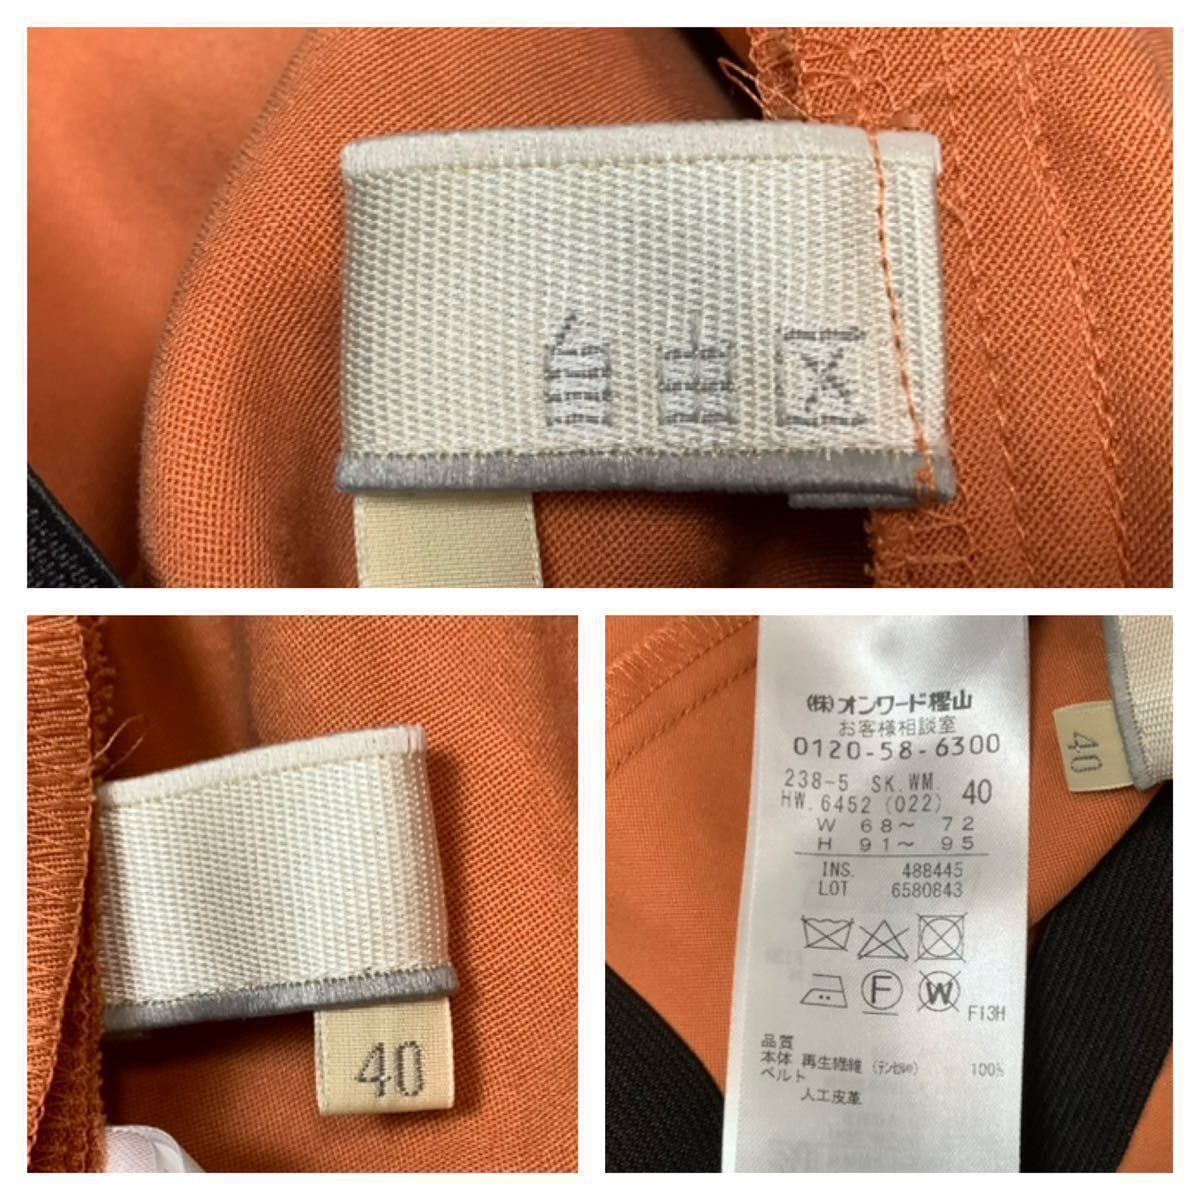 自由区
40
(株)オンワード樫山
お客様相談室
0120-58-6300
238-5 SK.WM.
HW.6452 (022) 40
W 68～ 72
H 91～ 95
INS. 488445
LOT 6580843
F
W
F13H
品質
本体 再生繊維 (テンセル®) 100%
ベルト
人工皮革
40